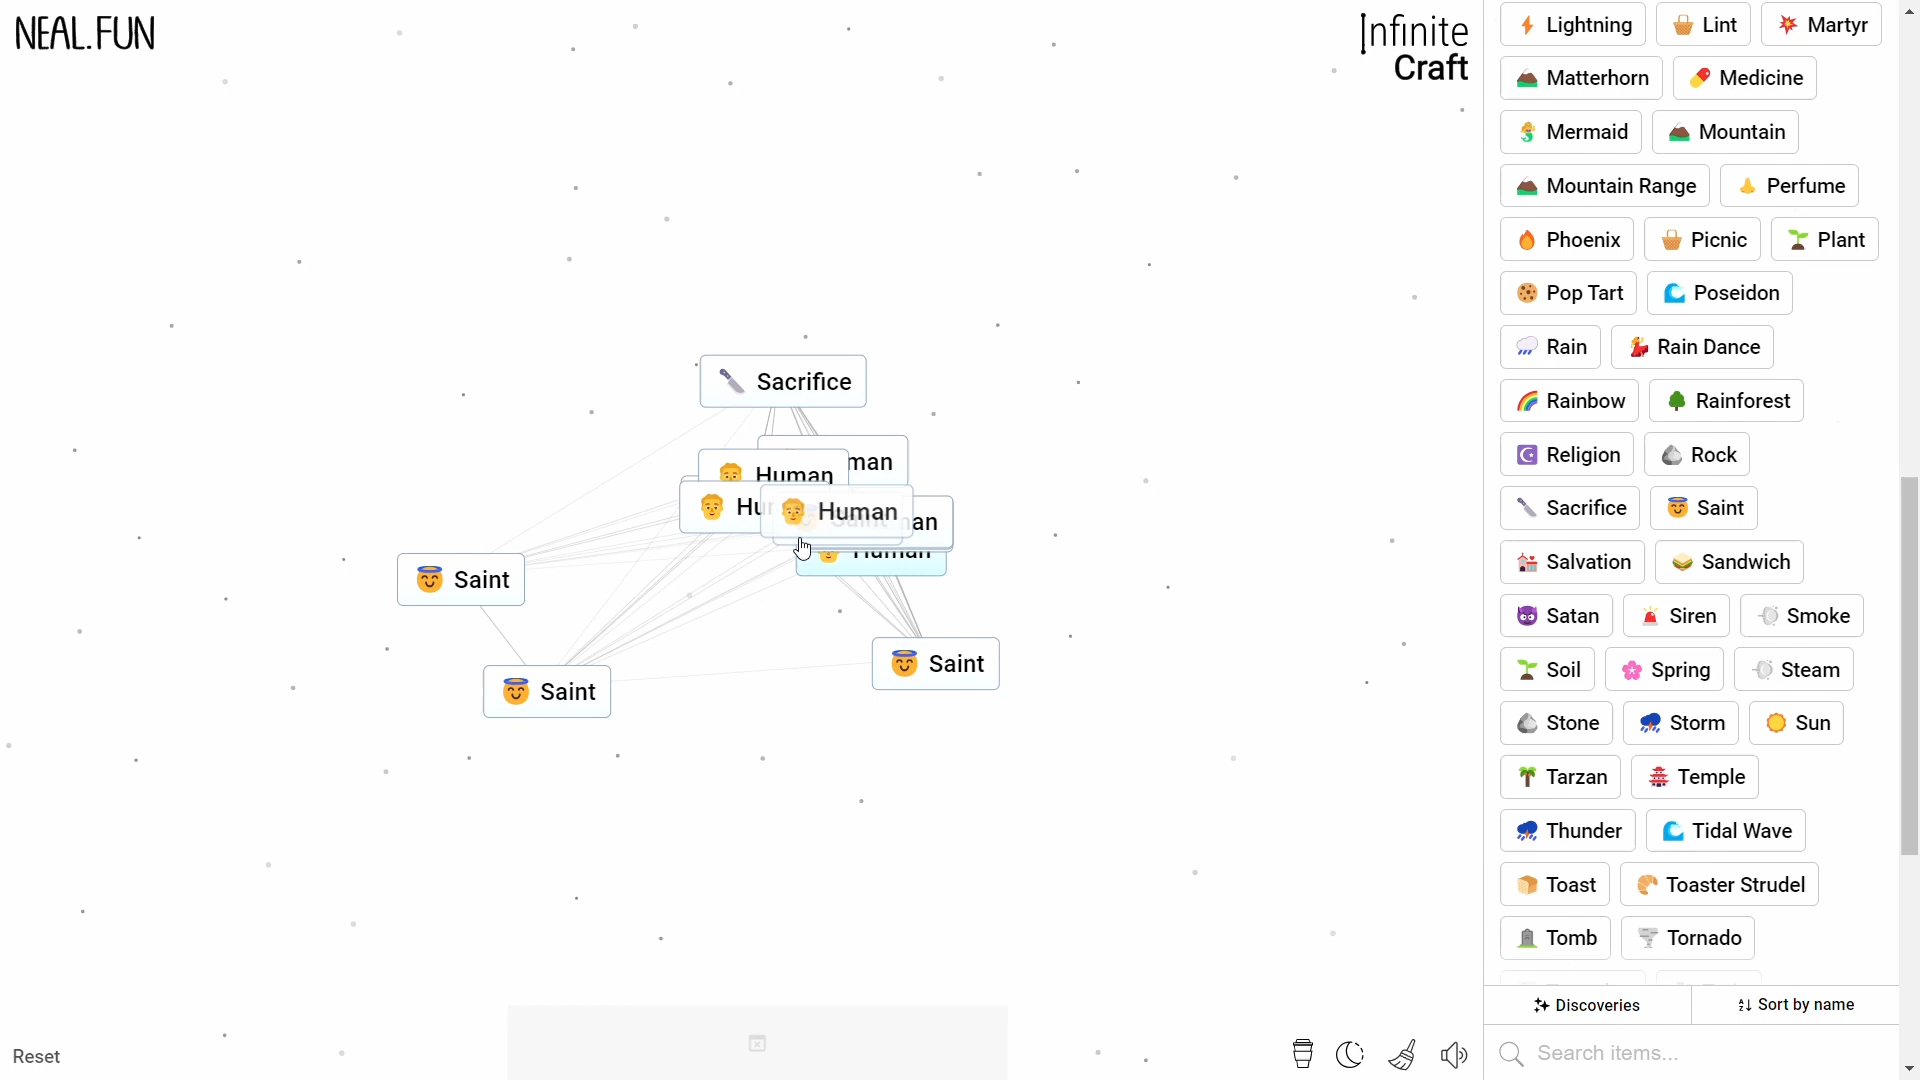 NEAL.FUN
Infinite
Craft
Sacrifice
Human
man
Human
Human
Saint
Saint
Saint
Reset
Lightning Lint Martyr
Matterhorn Medicine
Mermaid Mountain
Mountain Range Perfume
Phoenix Picnic Plant
Pop Tart Poseidon
Rain Rain Dance
Rainbow Rainforest
Religion Rock
Sacrifice Saint
Salvation Sandwich
Satan Siren Smoke
Soil Spring Steam
Stone Storm Sun
Tarzan Temple
Thunder Tidal Wave
Toast Toaster Strudel
Tomb Tornado
Discoveries Sort by name
Search items...